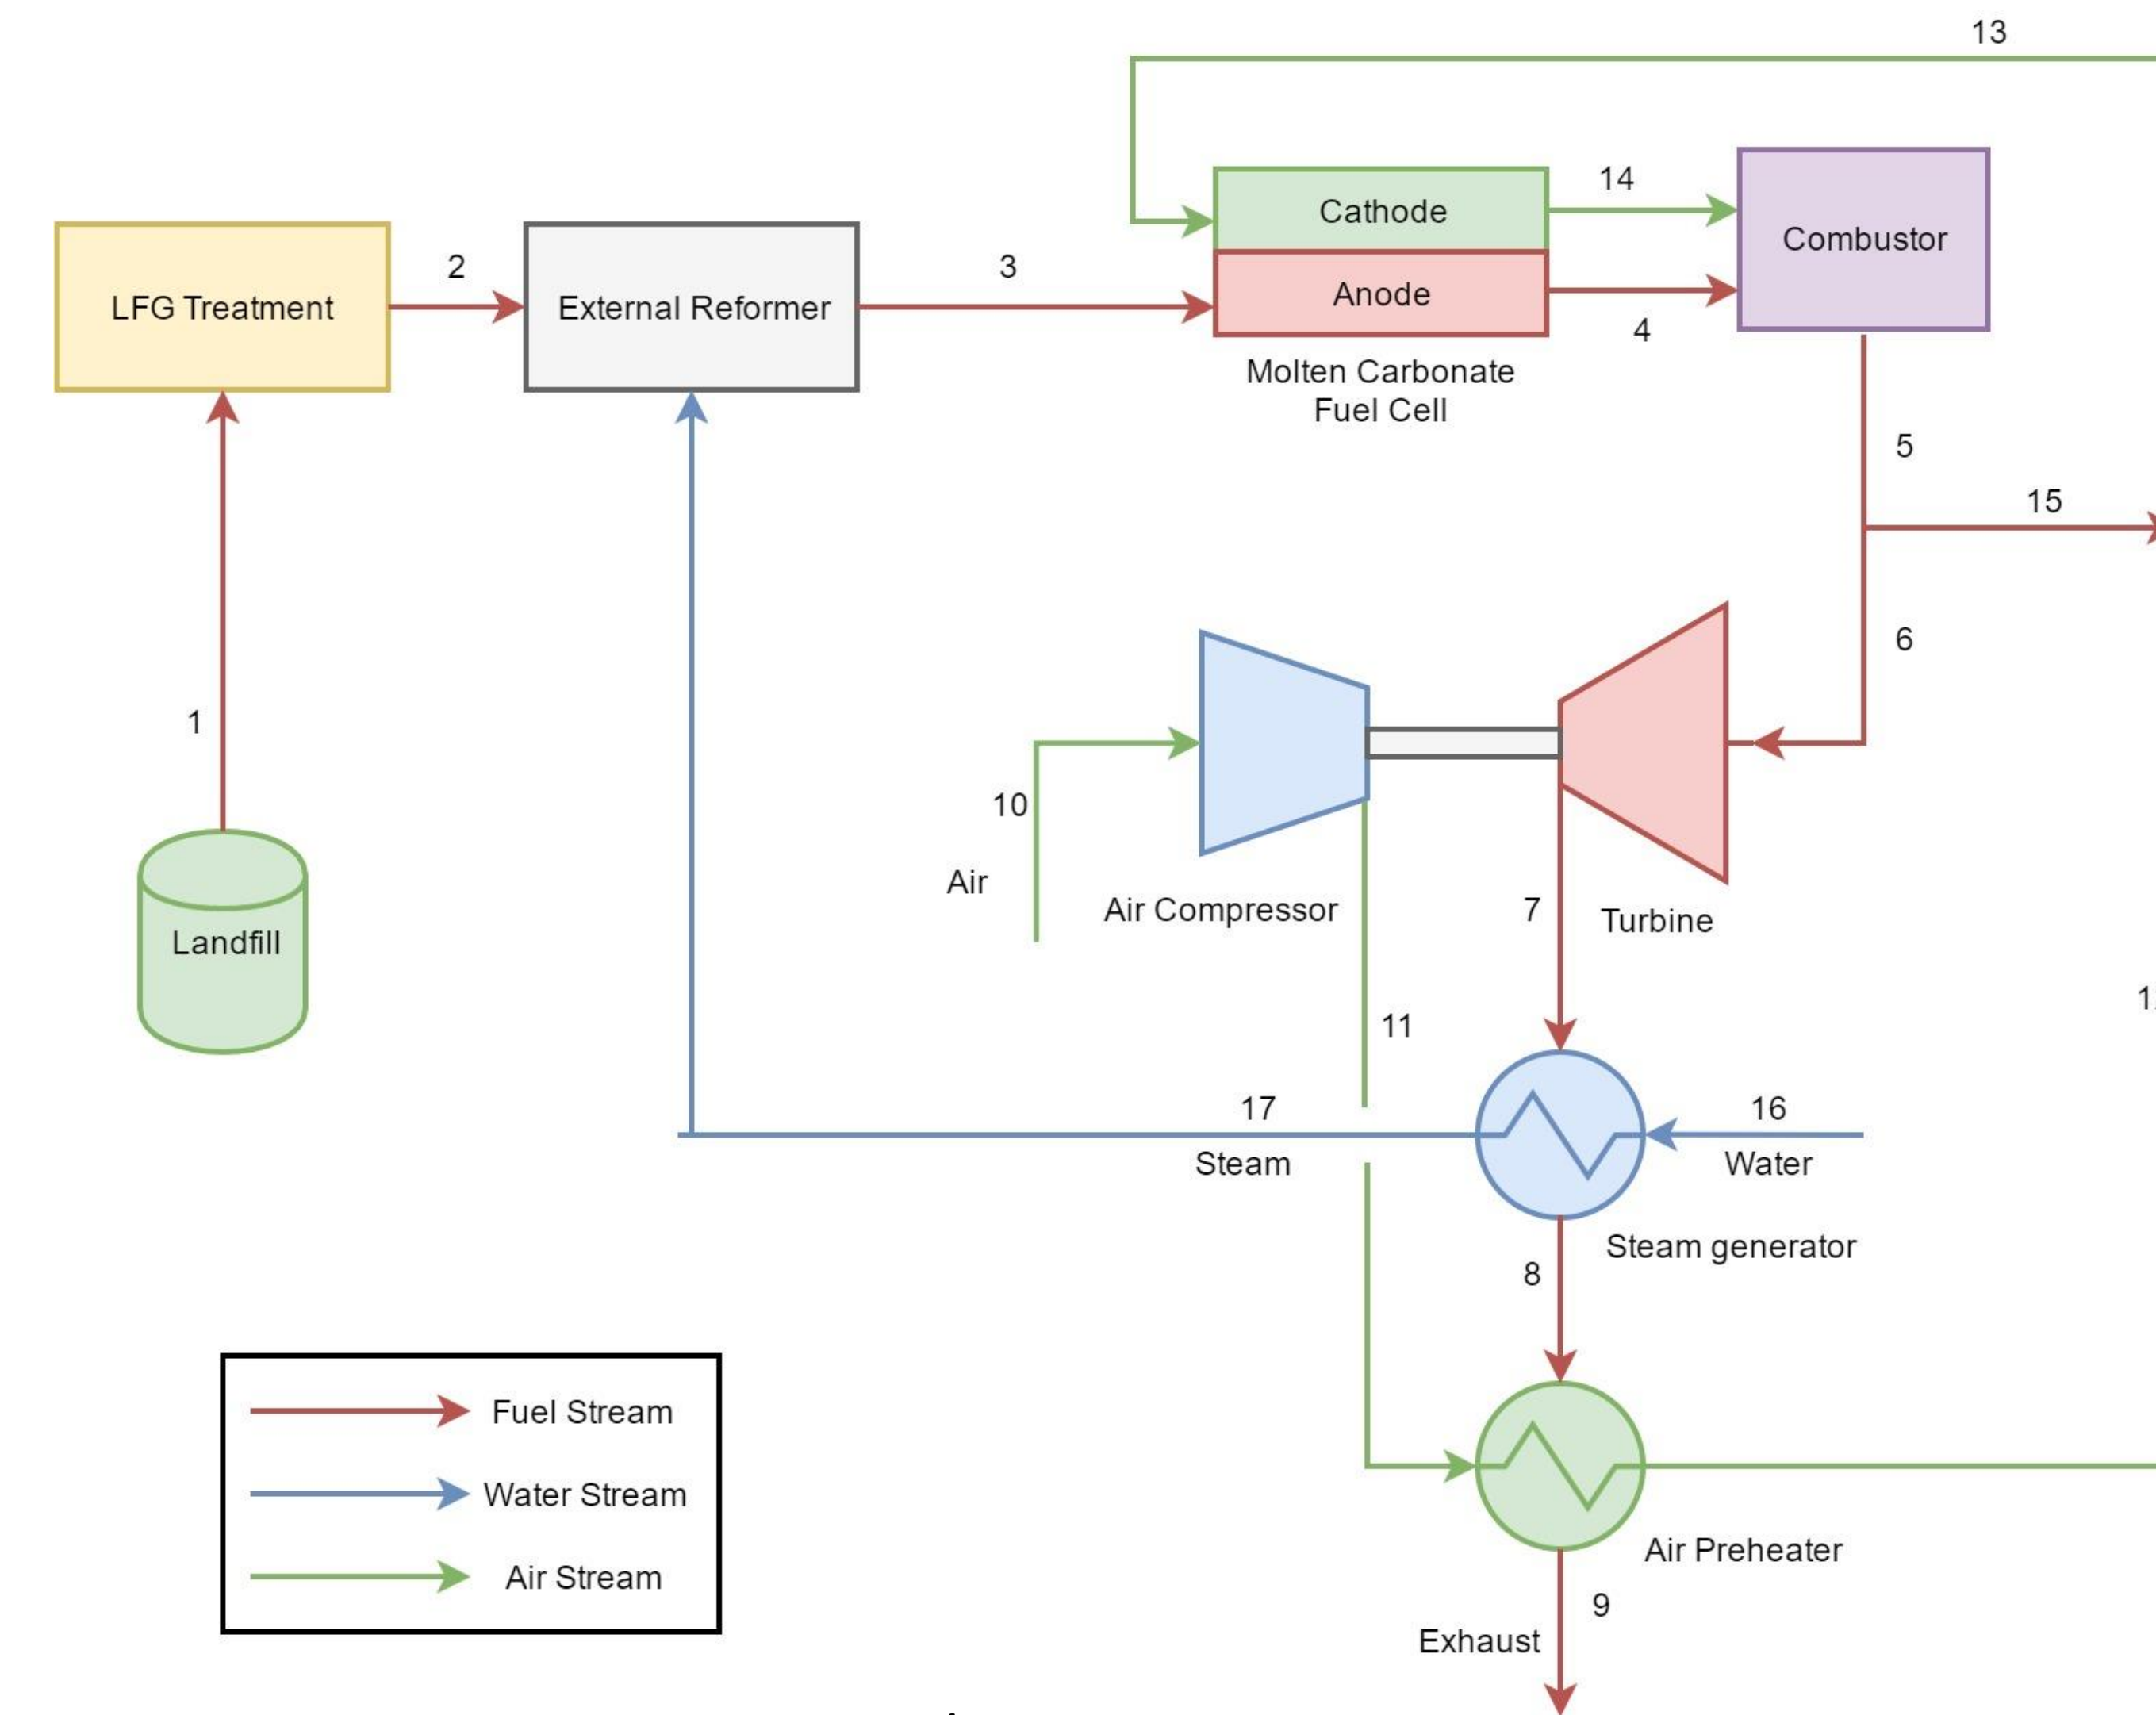 13
14
Cathode
Combustor
2
3
LFG Treatment
External Reformer
Anode
4
Molten Carbonate
Fuel Cell
5
15
6
1
10
Air
Air Compressor
7
Turbine
Landfill
11
17
16
Steam
Water
Steam generator
8
Fuel Stream
Water Stream
Air Stream
Air Preheater
9
Exhaust